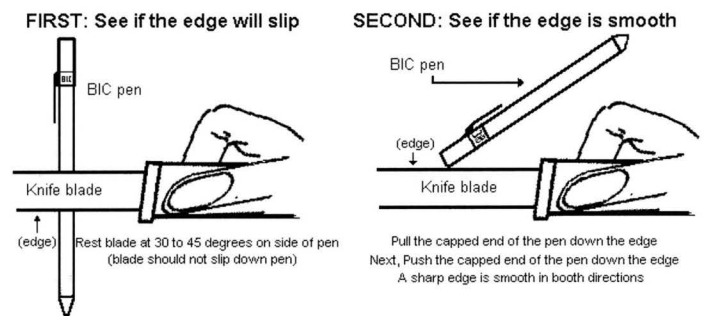 FIRST: See if the edge will slip
BIC
BIC pen
Knife blade
(edge)
Rest blade at 30 to 45 degrees on side of pen
(blade should not slip down pen)
SECOND: See if the edge is smooth
BIC pen
BIC
(edge)
Knife blade
Pull the capped end of the pen down the edge
Next, Push the capped end of the pen down the edge
A sharp edge is smooth in booth directions